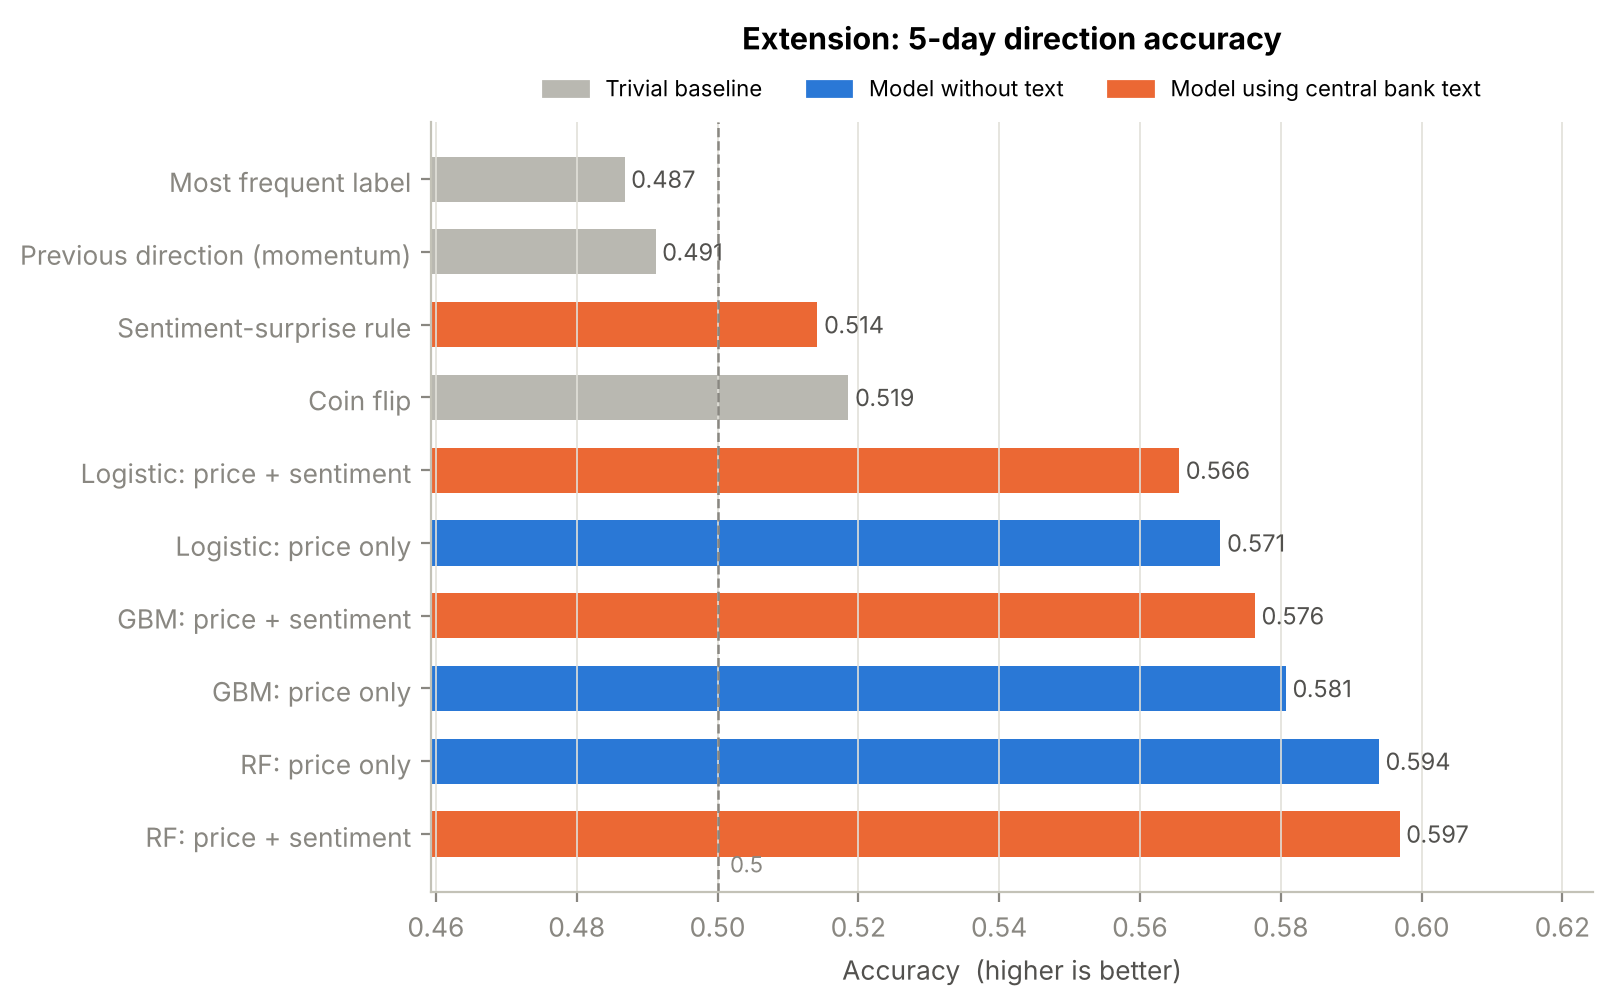 Extension: 5-day direction accuracy
Trivial baseline
Model without text
Model using central bank text
Most frequent label
0.487
Previous direction (momentum)
0.491
Sentiment-surprise rule
0.514
Coin flip
0.519
Logistic: price + sentiment
0.566
Logistic: price only
0.571
GBM: price + sentiment
0.576
GBM: price only
0.581
RF: price only
0.594
RF: price + sentiment
0.597
0.5
0.46 0.48 0.50 0.52 0.54 0.56 0.58 0.60 0.62
Accuracy (higher is better)